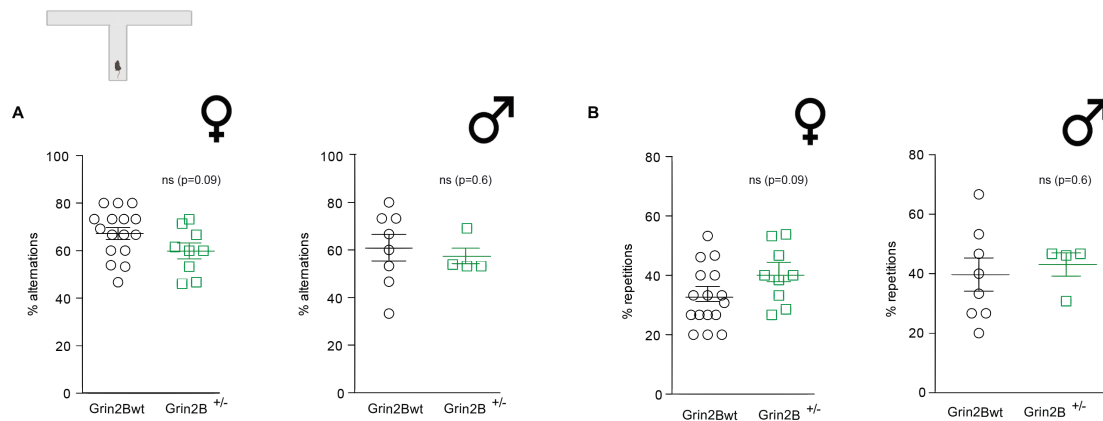 A
B
ns (p=0.09)
ns (p=0.6)
ns (p=0.09)
ns (p=0.6)
% alternations
100
80
60
40
20
0
Grin2Bwt Grin2B +/-
% alternations
100
80
60
40
20
0
Grin2Bwt Grin2B +/-
% repetitions
80
60
40
20
0
Grin2Bwt Grin2B +/-
% repetitions
80
60
40
20
0
Grin2Bwt Grin2B +/-